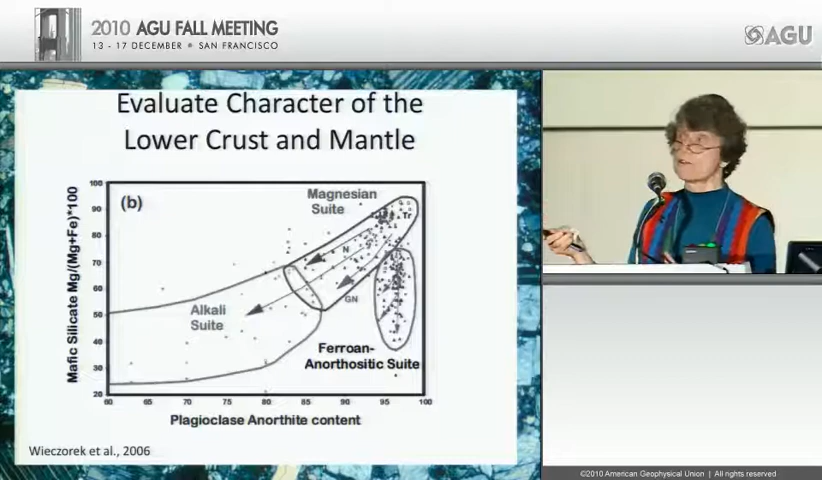 2010 AGU FALL MEETING
13 - 17 DECEMBER • SAN FRANCISCO
AGU
Evaluate Character of the
Lower Crust and Mantle
Mafic Silicate Mg/(Mg+Fe)*100
100
90
80
70
60
50
40
30
20
(b)
Magnesian
Suite
Tr
N
GN
Alkali
Suite
Ferroan-
Anorthositic Suite
60 65 70 75 80 85 90 95 100
Plagioclase Anorthite content
Wieczorek et al., 2006
©2010 American Geophysical Union | All rights reserved